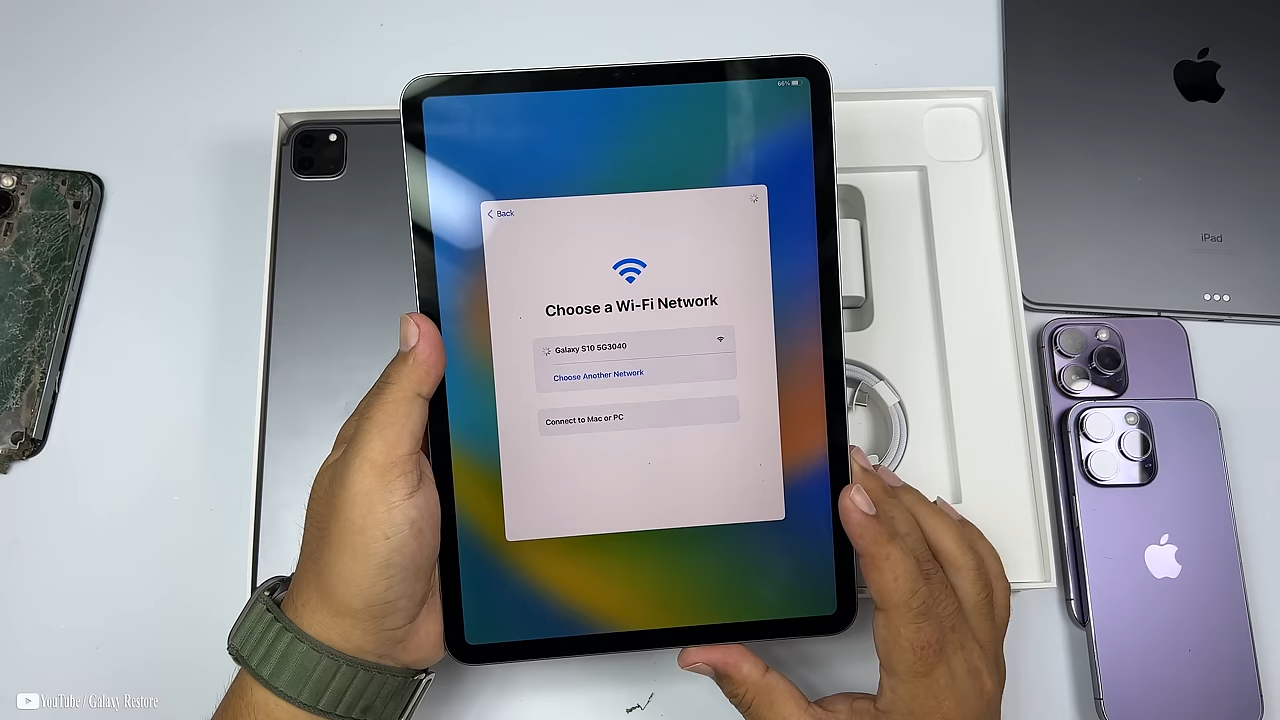 66%
Back
Choose a Wi-Fi Network
Galaxy S10 5G3040
Choose Another Network
Connect to Mac or PC
iPad
YouTube / Galaxy Restore